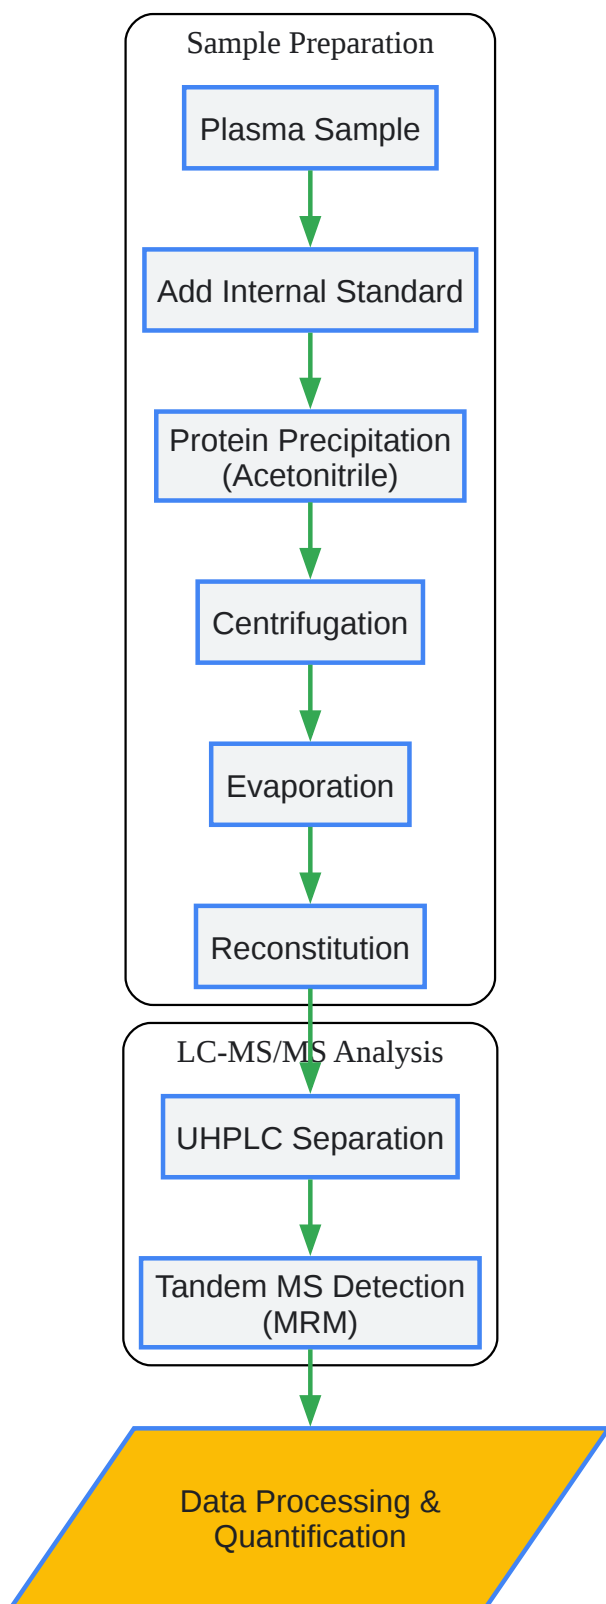 Sample Preparation
Plasma Sample
Add Internal Standard
Protein Precipitation
(Acetonitrile)
Centrifugation
Evaporation
Reconstitution
LC-MS/MS Analysis
UHPLC Separation
Tandem MS Detection
(MRM)
Data Processing &
Quantification